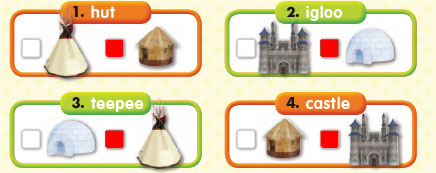 1. hut
2. igloo
3. teepee
4. castle